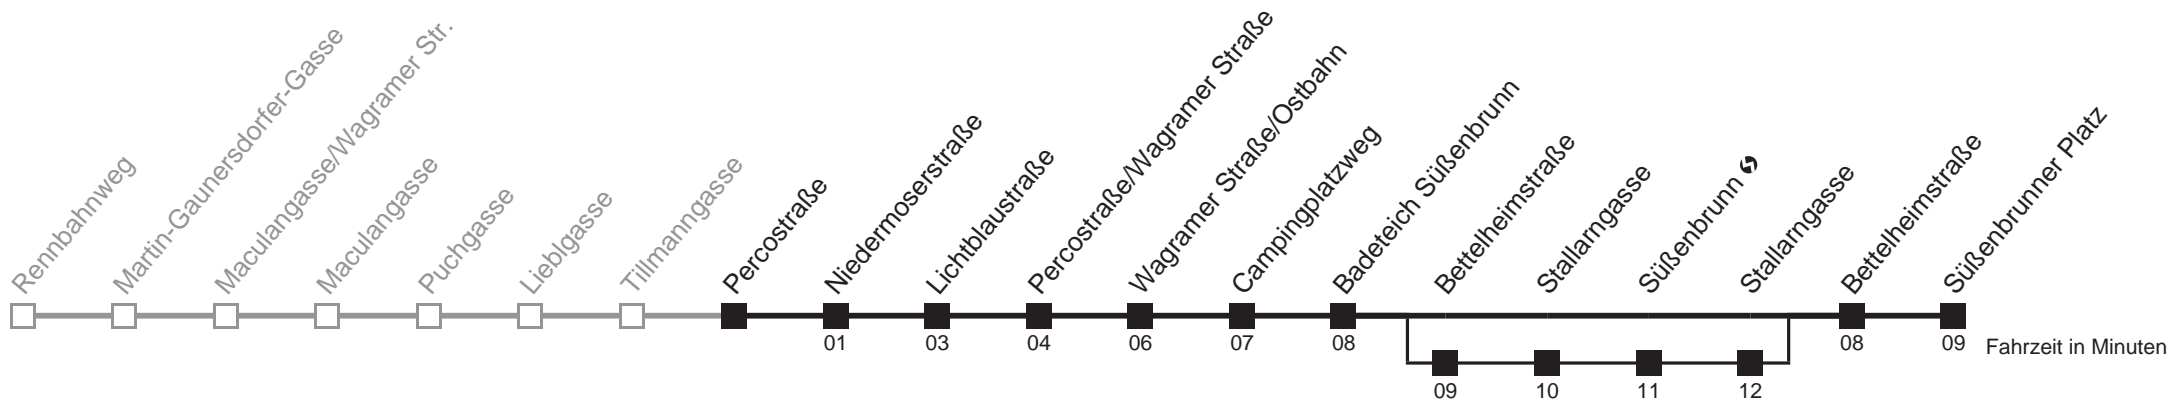 Rennbahnweg
Martin-Gaunersdorfer-Gasse
Maculangasse/Wagramer Str.
Maculangasse
Puchgasse
Lieblgasse
Tillmanngasse
Percostraße
Niedermoserstraße
Lichtblaustraße
Percostraße/Wagramer Straße
Wagramer Straße/Ostbahn
Campingplatzweg
Badeteich Süßenbrunn
Bettelheimstraße
Stallarngasse
Süßenbrunn
Stallarngasse
Bettelheimstraße
Süßenbrunner Platz
01 03 04 06 07 08 08 09 Fahrzeit in Minuten
09 10 11 12